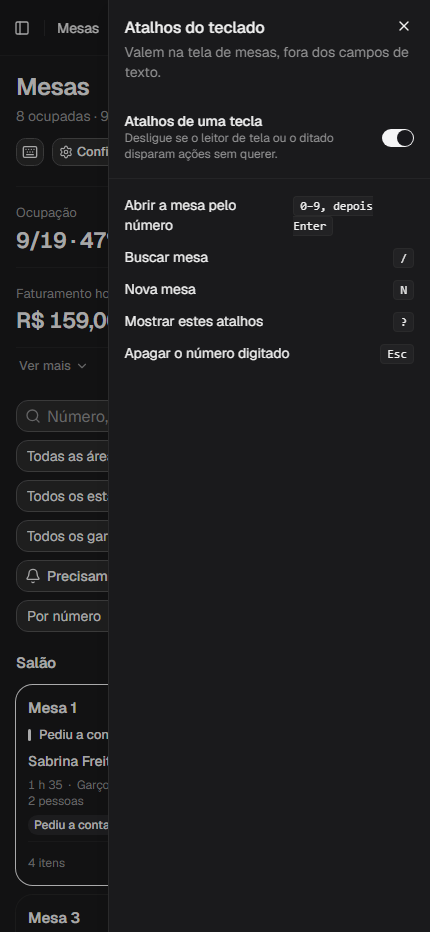 Mesas
Atalhos do teclado
Valem na tela de mesas, fora dos campos de
texto.
Mesas
8 ocupadas · 9
Confi
Atalhos de uma tecla
Desligue se o leitor de tela ou o ditado
disparam ações sem querer.
Abrir a mesa pelo
número
0–9, depois
Enter
Buscar mesa
/
Nova mesa
N
Mostrar estes atalhos
?
Apagar o número digitado
Esc
Ocupação
9/19 · 47
Faturamento ho
R$ 159,0
Ver mais
Número,
Todas as área
Todos os est
Todos os gar
Precisam
Por número
Salão
Mesa 1
Pediu a con
Sabrina Freit
1 h 35 · Garço
2 pessoas
Pediu a conta
4 itens
Mesa 3